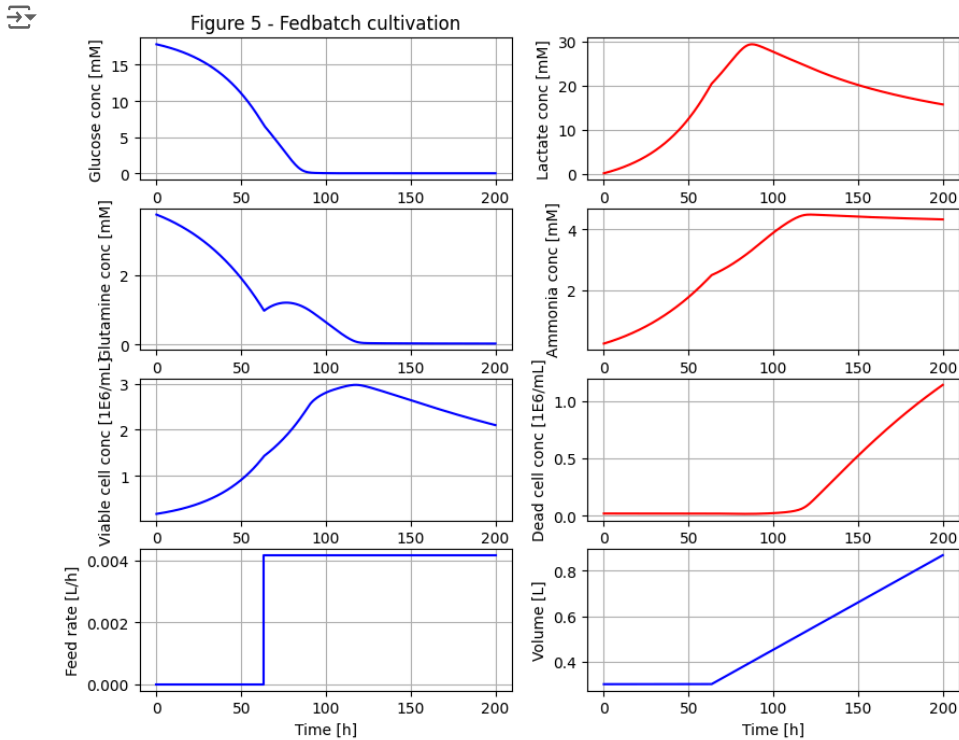 Figure 5 - Fedbatch cultivation
Glucose conc [mM]
15
10
5
0
0 50 100 150 200
Lactate conc [mM]
30
20
10
0
0 50 100 150 200
Glutamine conc [mM]
2
0
0 50 100 150 200
Ammonia conc [mM]
4
2
0 50 100 150 200
Viable cell conc [1E6/mL]
3
2
1
0 50 100 150 200
Dead cell conc [1E6/mL]
1.0
0.5
0.0
0 50 100 150 200
Feed rate [L/h]
0.004
0.002
0.000
0 50 100 150 200
Time [h]
Volume [L]
0.8
0.6
0.4
0 50 100 150 200
Time [h]